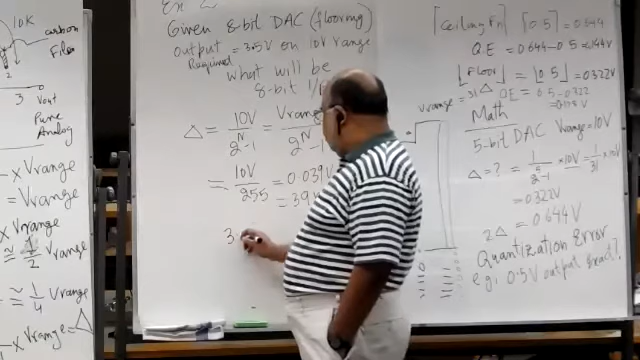 10K
carbon
Film
2
3
Vout
Pure
Analog
x Vrange
= Vrange
x Vrange
≅ 1/2 Vrange
≅ 1/4 Vrange
x Vrange = Δ
Ex 2
Given 8-bit DAC (flooring)
output = 3.5V on 10V range
Required
what will be
8-bit
Δ = 10V / 2^N-1 = Vran / 2^N-1
= 10V / 255 = 0.039V
= 39
3.
[Ceiling Fn] ⌈0.5⌉ = 0.644
QE = 0.644-0.5 = .144V
⌊Floor⌋ = ⌊0.5⌋ = 0.322V
Vrange = 31Δ QE = 0.5-0.322
Math
5-bit DAC Vrange = 10V
Δ = ? = 1/2^5-1 x 10V = 1/31 x 10V
= 0.322V
2Δ = 0.644V
Quantization Error
e.g. 0.5V output